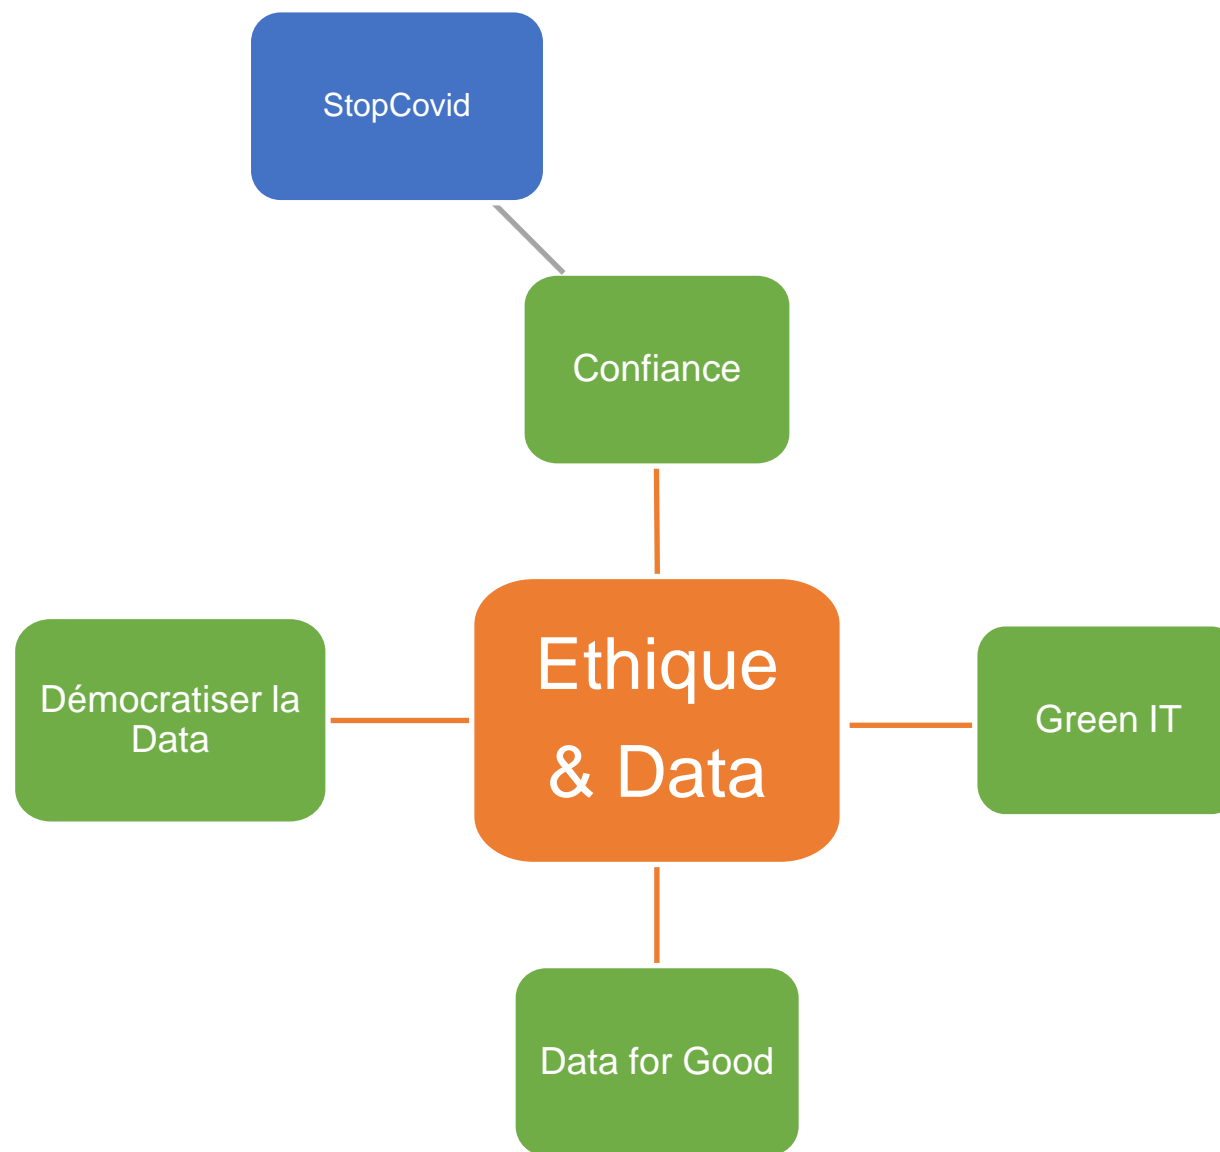 StopCovid
Confiance
Ethique
& Data
Démocratiser la
Data
Green IT
Data for Good